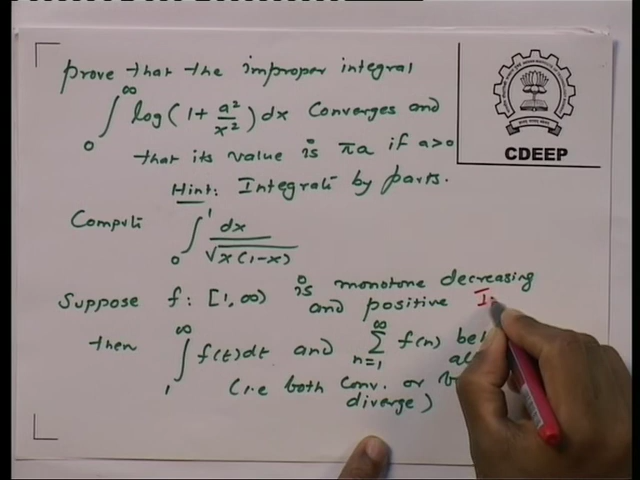 Prove that the improper integral
∫₀^∞ log(1 + a²/x²) dx Converges and
that its value is πa if a>0
Hint: Integrate by parts.
CDEEP
Compute ∫₀¹ dx/√x(1-x)
Suppose f: [1,∞) is monotone decreasing
and positive
then ∫₁^∞ f(t)dt and ∑_{n=1}^∞ f(n)
(i.e both Conv. or
diverge)